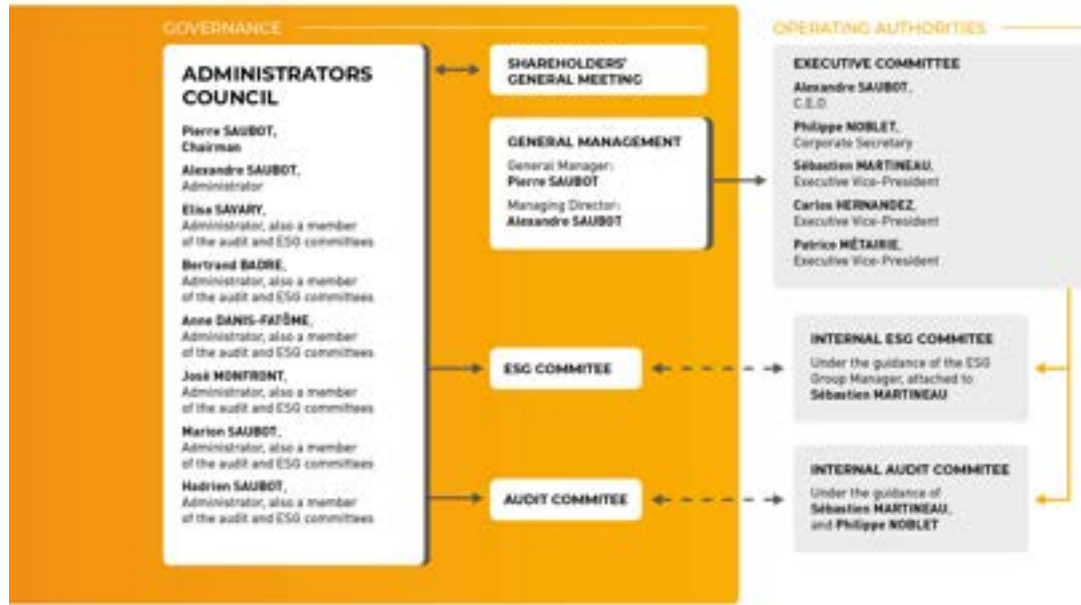 GOVERNANCE
ADMINISTRATORS
COUNCIL
Pierre SAUBOT,
Chairman
Alexandre SAUBOT,
Administrator
Elisa SAVARY,
Administrator, also a member
of the audit and ESG committees
Bertrand BADRE,
Administrator, also a member
of the audit and ESG committees
Anne DANIS-FATÔME,
Administrator, also a member
of the audit and ESG committees
José MONFRONT,
Administrator, also a member
of the audit and ESG committees
Marion SAUBOT,
Administrator, also a member
of the audit and ESG committees
Hadrien SAUBOT,
Administrator, also a member
of the audit and ESG committees
SHAREHOLDERS'
GENERAL MEETING
GENERAL MANAGEMENT
General Manager:
Pierre SAUBOT
Managing Director:
Alexandre SAUBOT
ESG COMMITEE
AUDIT COMMITEE
OPERATING AUTHORITIES
EXECUTIVE COMMITTEE
Alexandre SAUBOT,
C.E.O
Philippe NOBLET,
Corporate Secretary
Sébastien MARTINEAU,
Executive Vice-President
Carlos HERNANDEZ,
Executive Vice-President
Patrice MÉTAIRIE,
Executive Vice-President
INTERNAL ESG COMMITEE
Under the guidance of the ESG
Group Manager, attached to
Sébastien MARTINEAU
INTERNAL AUDIT COMMITEE
Under the guidance of
Sébastien MARTINEAU,
and Philippe NOBLET